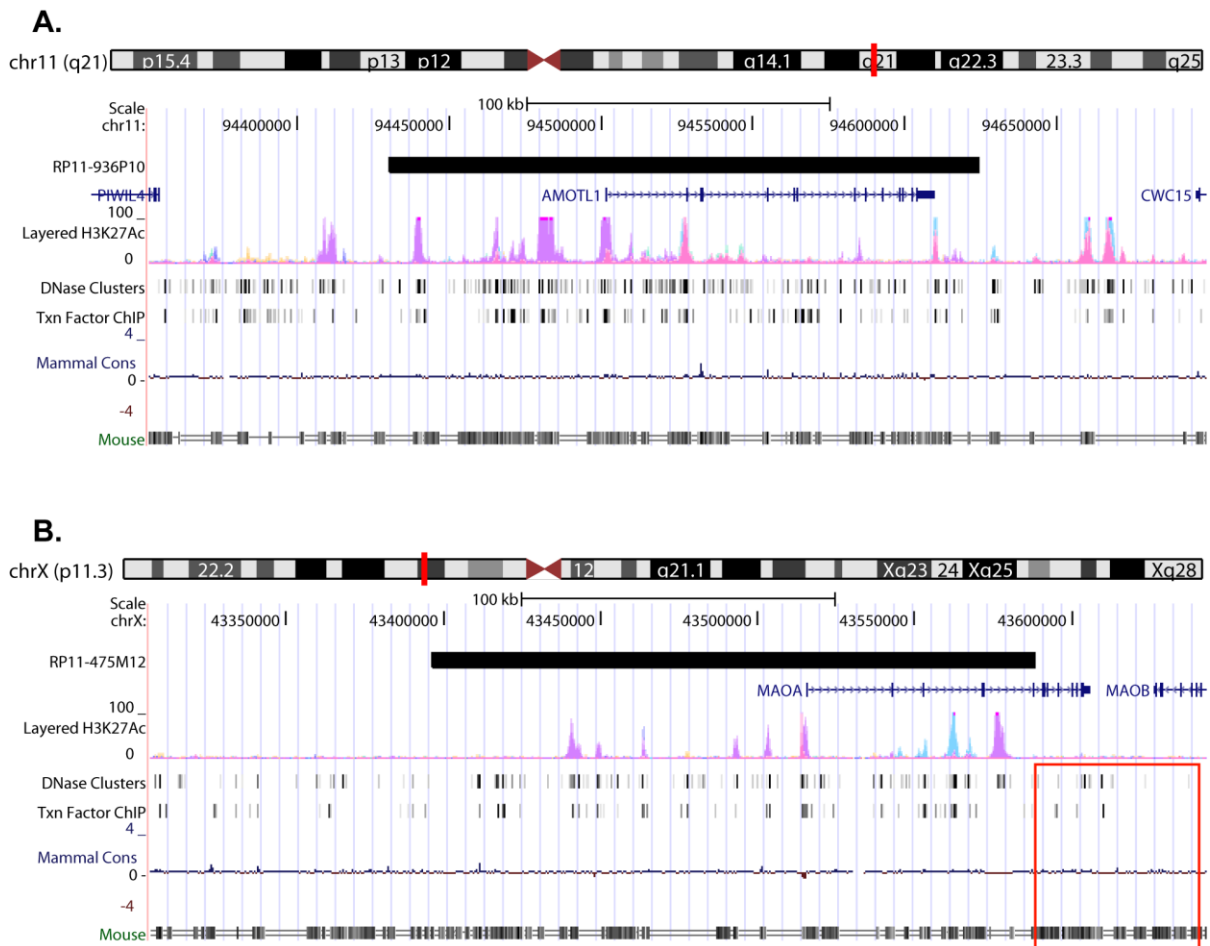 A.
chr11 (q21) p15.4 p13 p12 q14.1 q21 q22.3 23.3 q25
Scale 100 kb
chr11: 94400000 94450000 94500000 94550000 94600000 94650000
RP11-936P10
PIWIL4 AMOTL1 CWC15
100
Layered H3K27Ac
0
DNase Clusters
Txn Factor ChIP
4
Mammal Cons
0 -
-4
Mouse
B.
chrX (p11.3) 22.2 12 q21.1 Xq23 24 Xq25 Xq28
Scale 100 kb
chrX: 43350000 43400000 43450000 43500000 43550000 43600000
RP11-475M12
MAOA MAOB
100
Layered H3K27Ac
0
DNase Clusters
Txn Factor ChIP
4
Mammal Cons
0 -
-4
Mouse